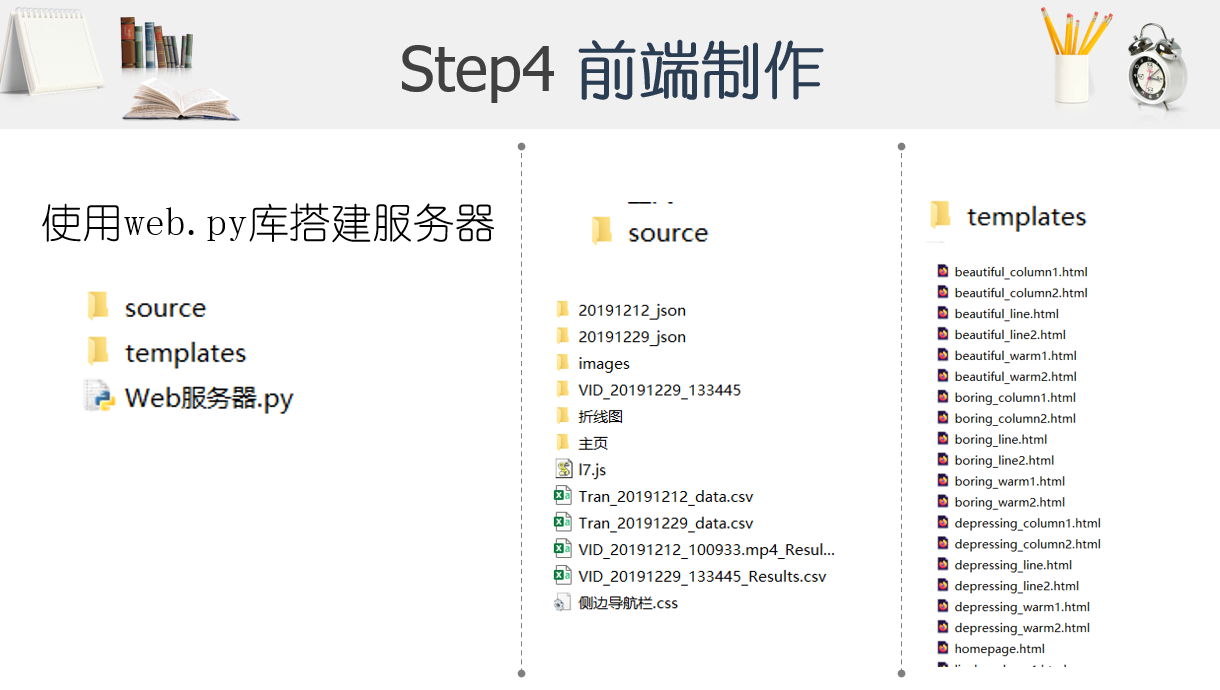 Step4 前端制作
使用web.py库搭建服务器
source
templates
Web服务器.py
source
20191212_json
20191229_json
images
VID_20191229_133445
折线图
主页
l7.js
Tran_20191212_data.csv
Tran_20191229_data.csv
VID_20191212_100933.mp4_Resul...
VID_20191229_133445_Results.csv
侧边导航栏.css
templates
beautiful_column1.html
beautiful_column2.html
beautiful_line.html
beautiful_line2.html
beautiful_warm1.html
beautiful_warm2.html
boring_column1.html
boring_column2.html
boring_line.html
boring_line2.html
boring_warm1.html
boring_warm2.html
depressing_column1.html
depressing_column2.html
depressing_line.html
depressing_line2.html
depressing_warm1.html
depressing_warm2.html
homepage.html